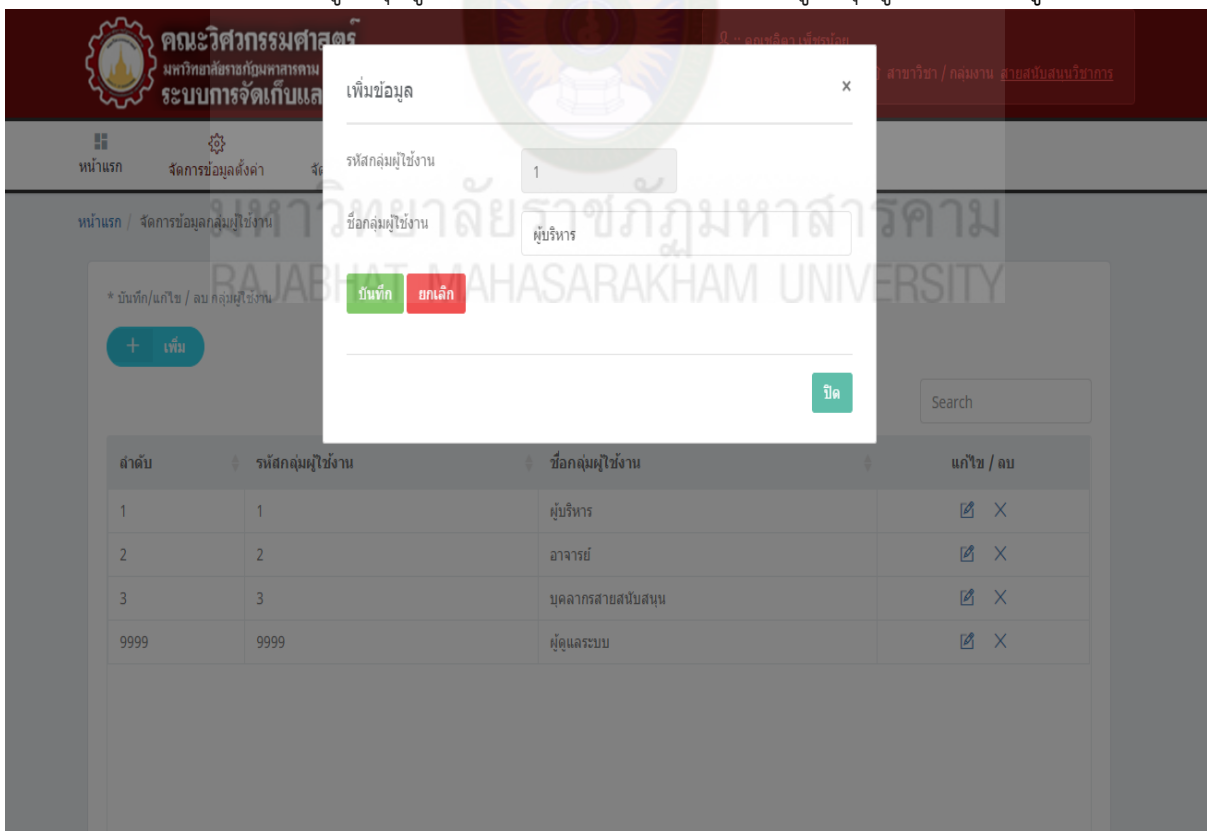 คณะวิศวกรรมศาสตร์
มหาวิทยาลัยราชภัฏมหาสารคาม
ระบบการจัดเก็บและ
คุณชลิดา เพ็ชรน้อย
สาขาวิชา / กลุ่มงาน สายสนับสนุนวิชาการ
หน้าแรก
จัดการข้อมูลตั้งค่า
หน้าแรก / จัดการข้อมูลกลุ่มผู้ใช้งาน
เพิ่มข้อมูล ×
รหัสกลุ่มผู้ใช้งาน 1
ชื่อกลุ่มผู้ใช้งาน ผู้บริหาร
บันทึก ยกเลิก
ปิด
มหาวิทยาลัยราชภัฏมหาสารคาม
RAJABHAT MAHASARAKHAM UNIVERSITY
* บันทึก/แก้ไข / ลบ กลุ่มผู้ใช้งาน
+ เพิ่ม
Search
ลำดับ รหัสกลุ่มผู้ใช้งาน ชื่อกลุ่มผู้ใช้งาน แก้ไข / ลบ
1 1 ผู้บริหาร
2 2 อาจารย์
3 3 บุคลากรสายสนับสนุน
9999 9999 ผู้ดูแลระบบ